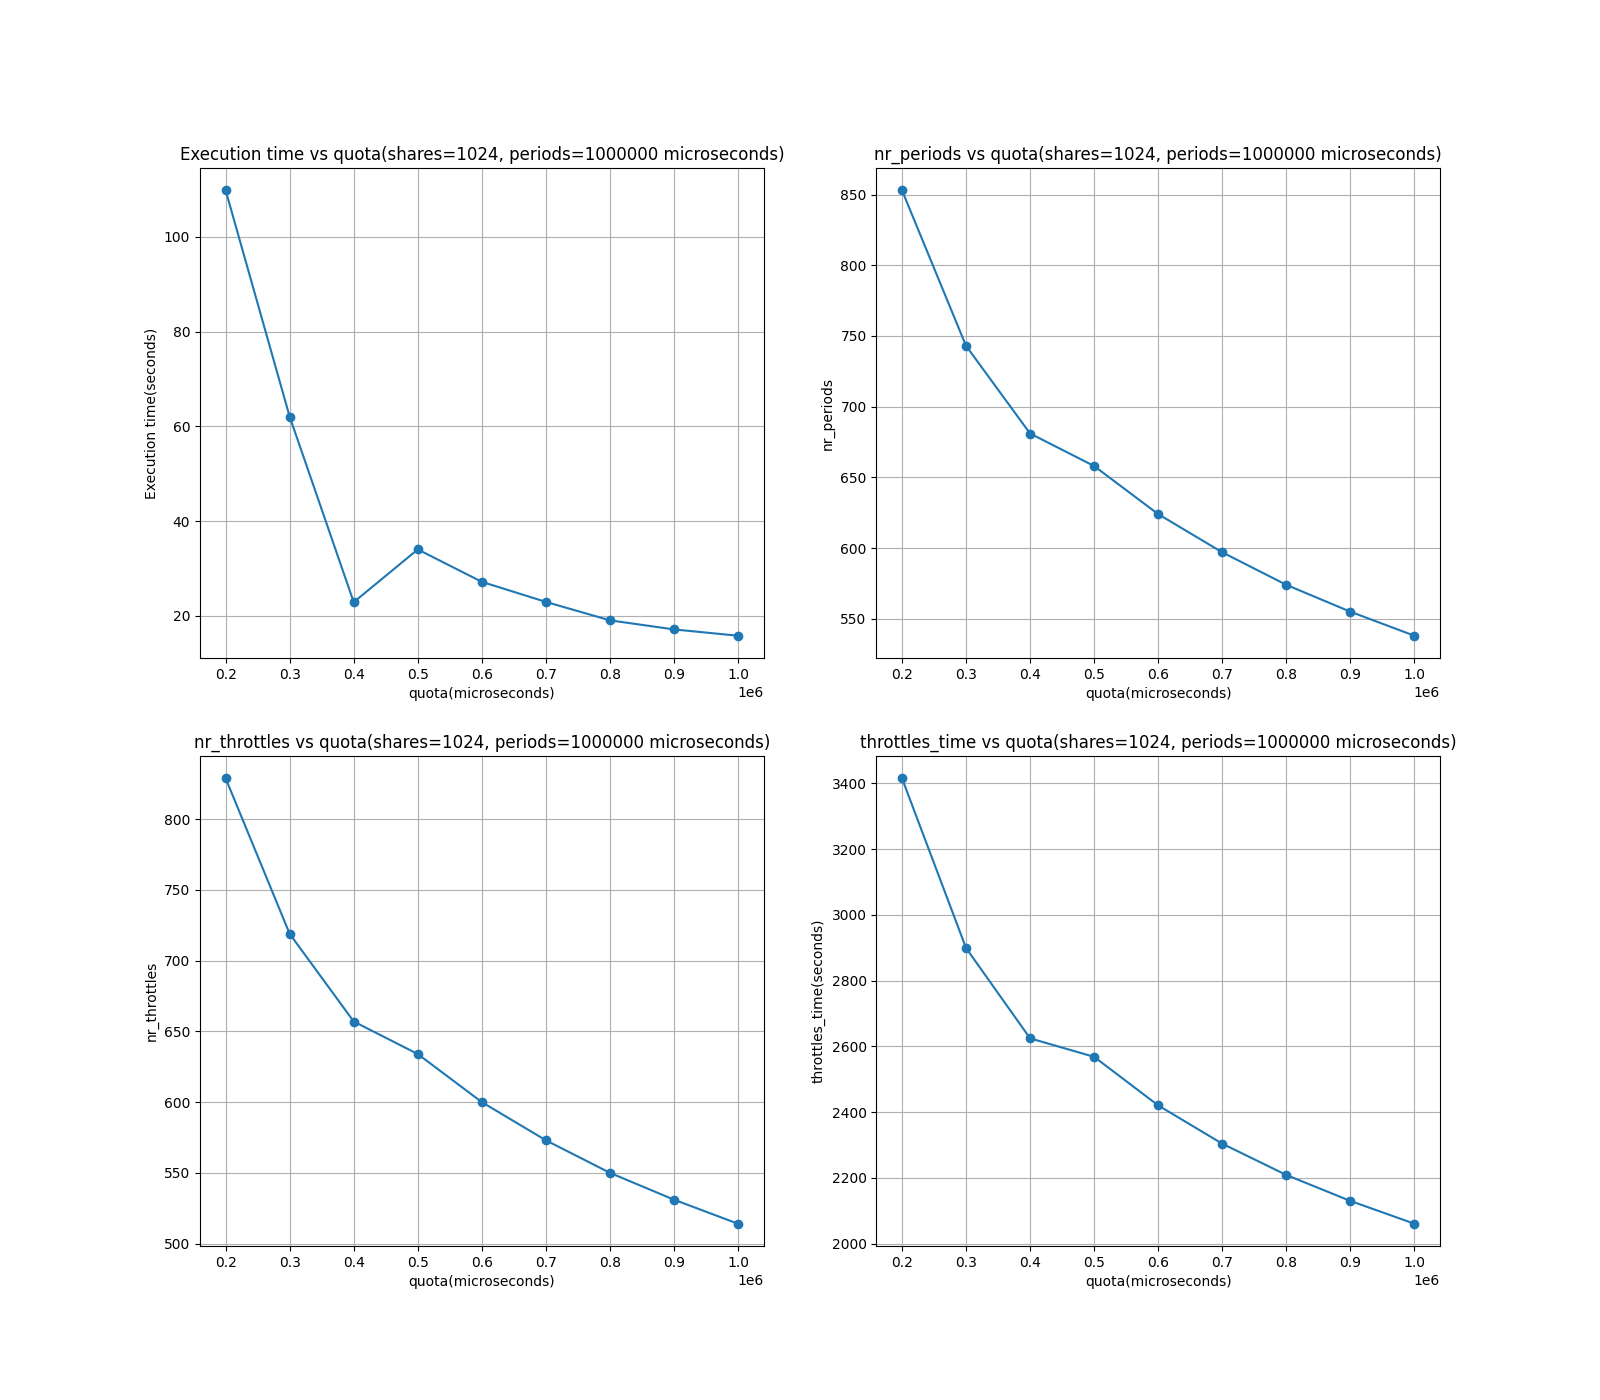 Execution time vs quota(shares=1024, periods=1000000 microseconds)
Execution time(seconds)
100
80
60
40
20
0.2 0.3 0.4 0.5 0.6 0.7 0.8 0.9 1.0
1e6
quota(microseconds)
nr_periods vs quota(shares=1024, periods=1000000 microseconds)
nr_periods
850
800
750
700
650
600
550
0.2 0.3 0.4 0.5 0.6 0.7 0.8 0.9 1.0
1e6
quota(microseconds)
nr_throttles vs quota(shares=1024, periods=1000000 microseconds)
nr_throttles
800
750
700
650
600
550
500
0.2 0.3 0.4 0.5 0.6 0.7 0.8 0.9 1.0
1e6
quota(microseconds)
throttles_time vs quota(shares=1024, periods=1000000 microseconds)
throttles_time(seconds)
3400
3200
3000
2800
2600
2400
2200
2000
0.2 0.3 0.4 0.5 0.6 0.7 0.8 0.9 1.0
1e6
quota(microseconds)